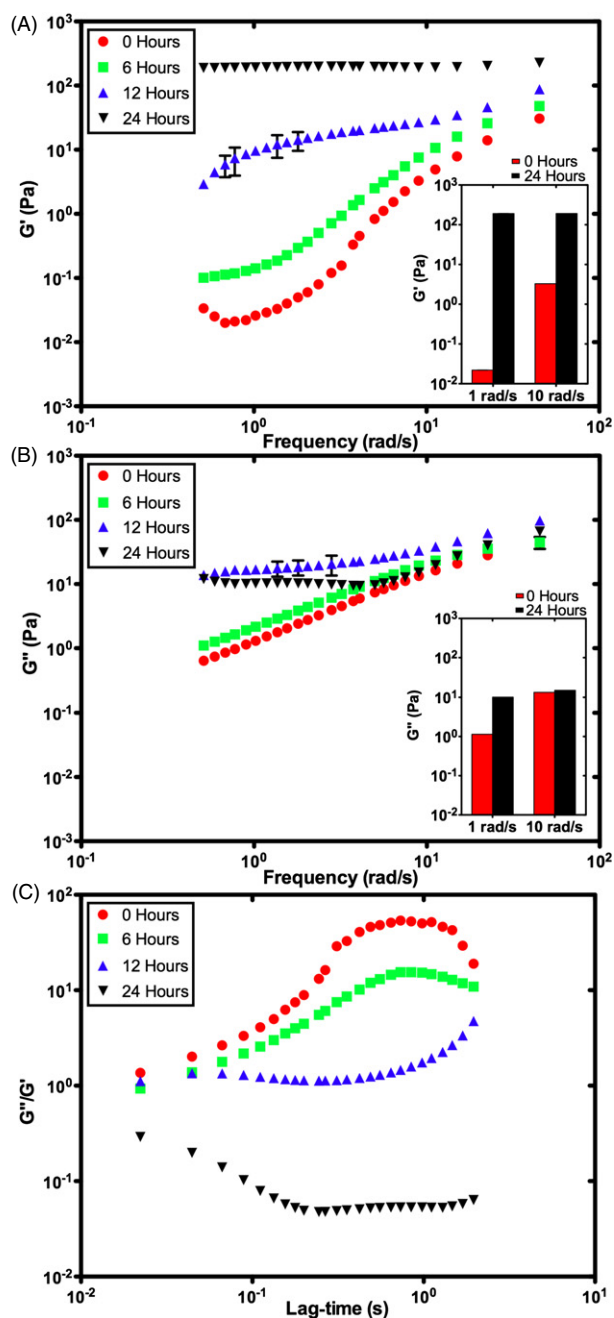 (A)
0 Hours
6 Hours
12 Hours
24 Hours
G' (Pa)
10³
10²
10¹
10⁰
10⁻¹
10⁻²
10⁻³
10⁻¹
10⁰
10¹
10²
Frequency (rad/s)
0 Hours
24 Hours
G' (Pa)
10³
10²
10¹
10⁰
10⁻¹
10⁻²
1 rad/s
10 rad/s
(B)
0 Hours
6 Hours
12 Hours
24 Hours
G'' (Pa)
10³
10²
10¹
10⁰
10⁻¹
10⁻²
10⁻³
10⁻¹
10⁰
10¹
10²
Frequency (rad/s)
0 Hours
24 Hours
G'' (Pa)
10³
10²
10¹
10⁰
10⁻¹
10⁻²
1 rad/s
10 rad/s
(C)
0 Hours
6 Hours
12 Hours
24 Hours
G''/G'
10²
10¹
10⁰
10⁻¹
10⁻²
10⁻²
10⁻¹
10⁰
10¹
Lag-time (s)